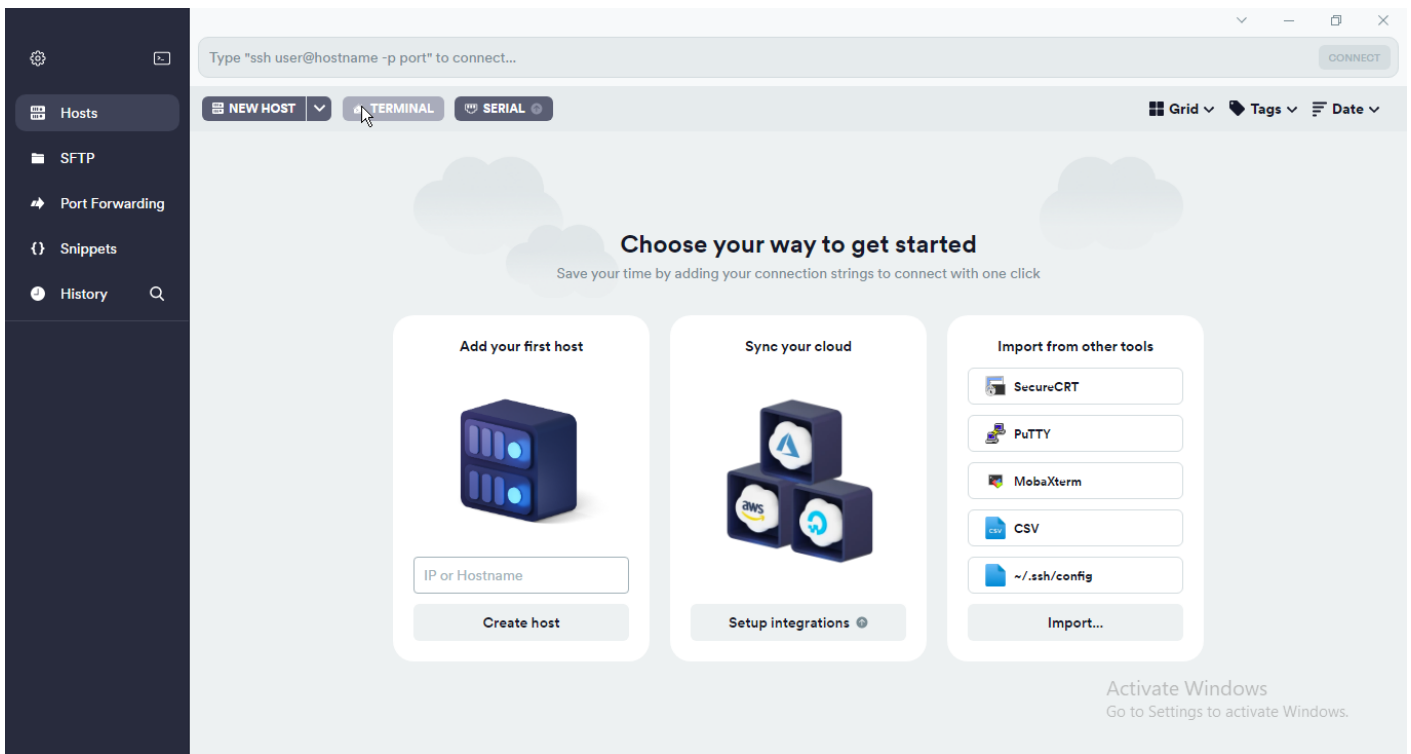 Type "ssh user@hostname -p port" to connect...
CONNECT
Hosts
SFTP
Port Forwarding
{} Snippets
History
NEW HOST
TERMINAL
SERIAL
Grid
Tags
Date
Choose your way to get started
Save your time by adding your connection strings to connect with one click
Add your first host
IP or Hostname
Create host
Sync your cloud
aws
Setup integrations
Import from other tools
SecureCRT
PuTTY
MobaXterm
CSV
CSV
~/.ssh/config
Import...
Activate Windows
Go to Settings to activate Windows.